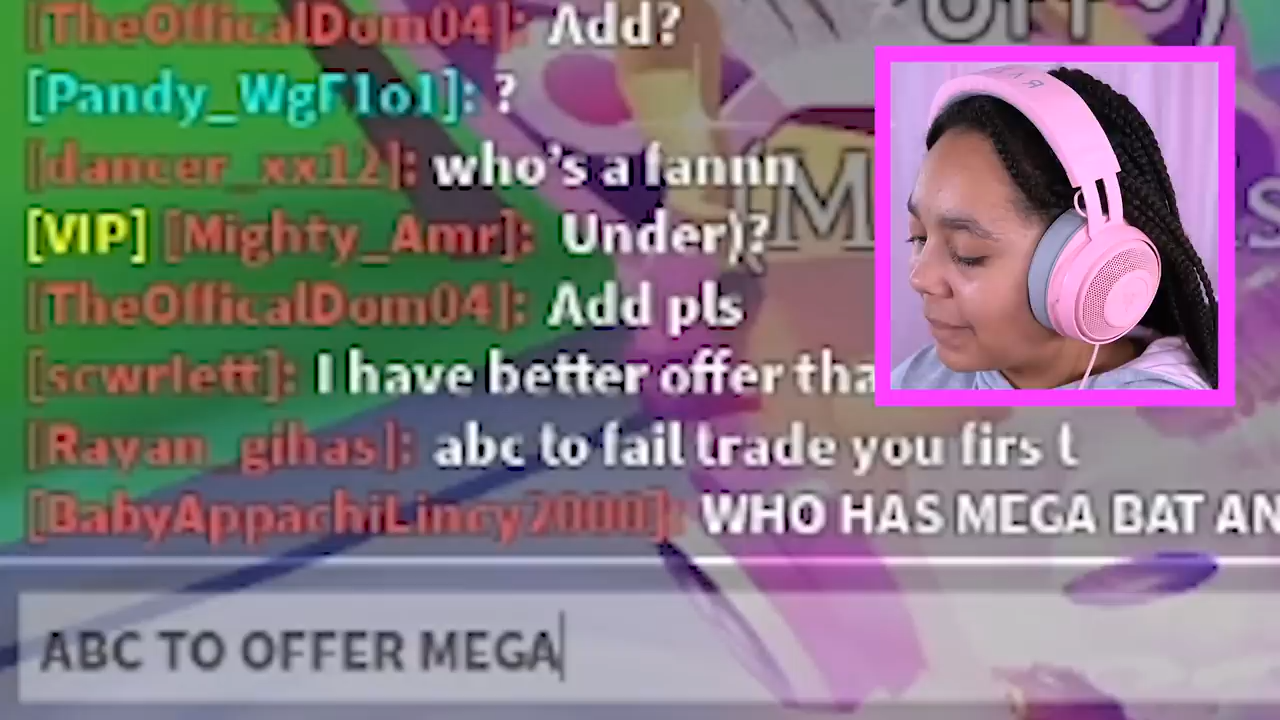 [TheOfficalDom04]: Add?
[Pandy_WgF1o1]: ?
[dancer_xx12]: who's a fannn
[VIP] [Mighty_Amr]: Under)?
[TheOfficalDom04]: Add pls
[scwrlett]: I have better offer tha
[Rayan_gihas]: abc to fail trade you firs t
[BabyAppachiLincy2000]: WHO HAS MEGA BAT AN
ABC TO OFFER MEGA